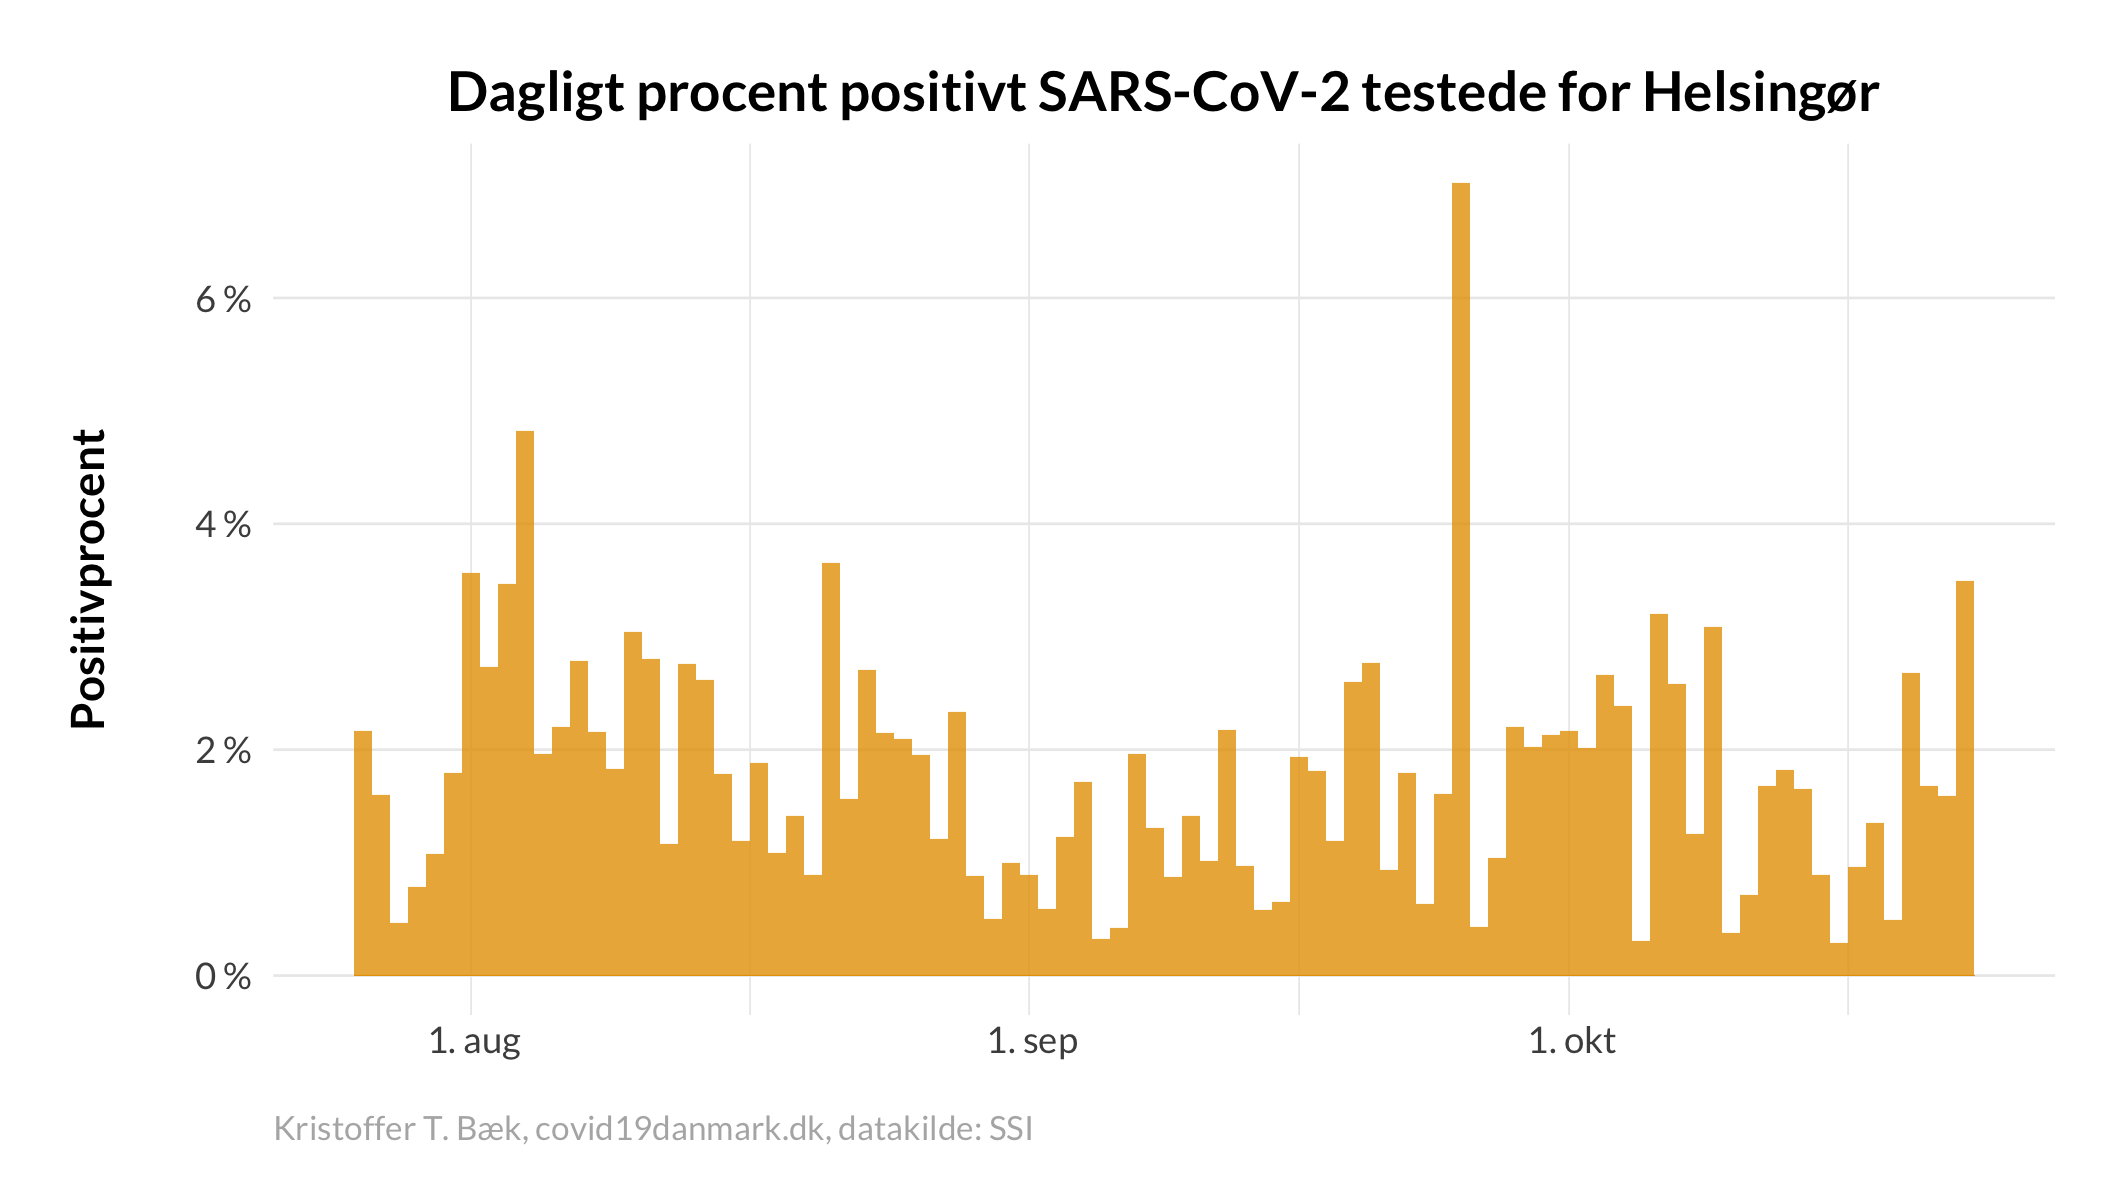 Dagligt procent positivt SARS-CoV-2 testede for Helsingør
Positivprocent
6 %
4 %
2 %
0 %
1. aug
1. sep
1. okt
Kristoffer T. Bæk, covid19danmark.dk, datakilde: SSI